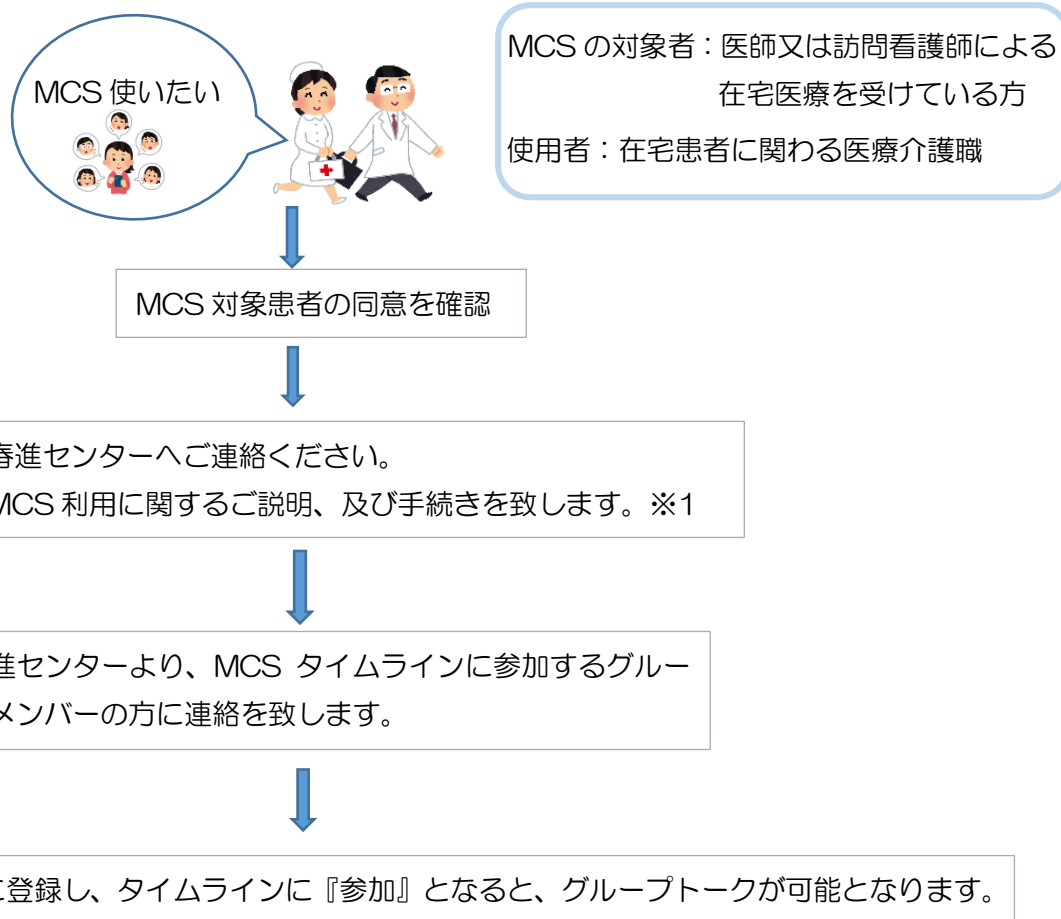 MCS 使いたい
MCS の対象者：医師又は訪問看護師による
在宅医療を受けている方
使用者：在宅患者に関わる医療介護職
MCS 対象患者の同意を確認
進センターへご連絡ください。
MCS 利用に関するご説明、及び手続きを致します。※1
進センターより、MCS タイムラインに参加するグルー
メンバーの方に連絡を致します。
に登録し、タイムラインに『参加』となると、グループトークが可能となります。